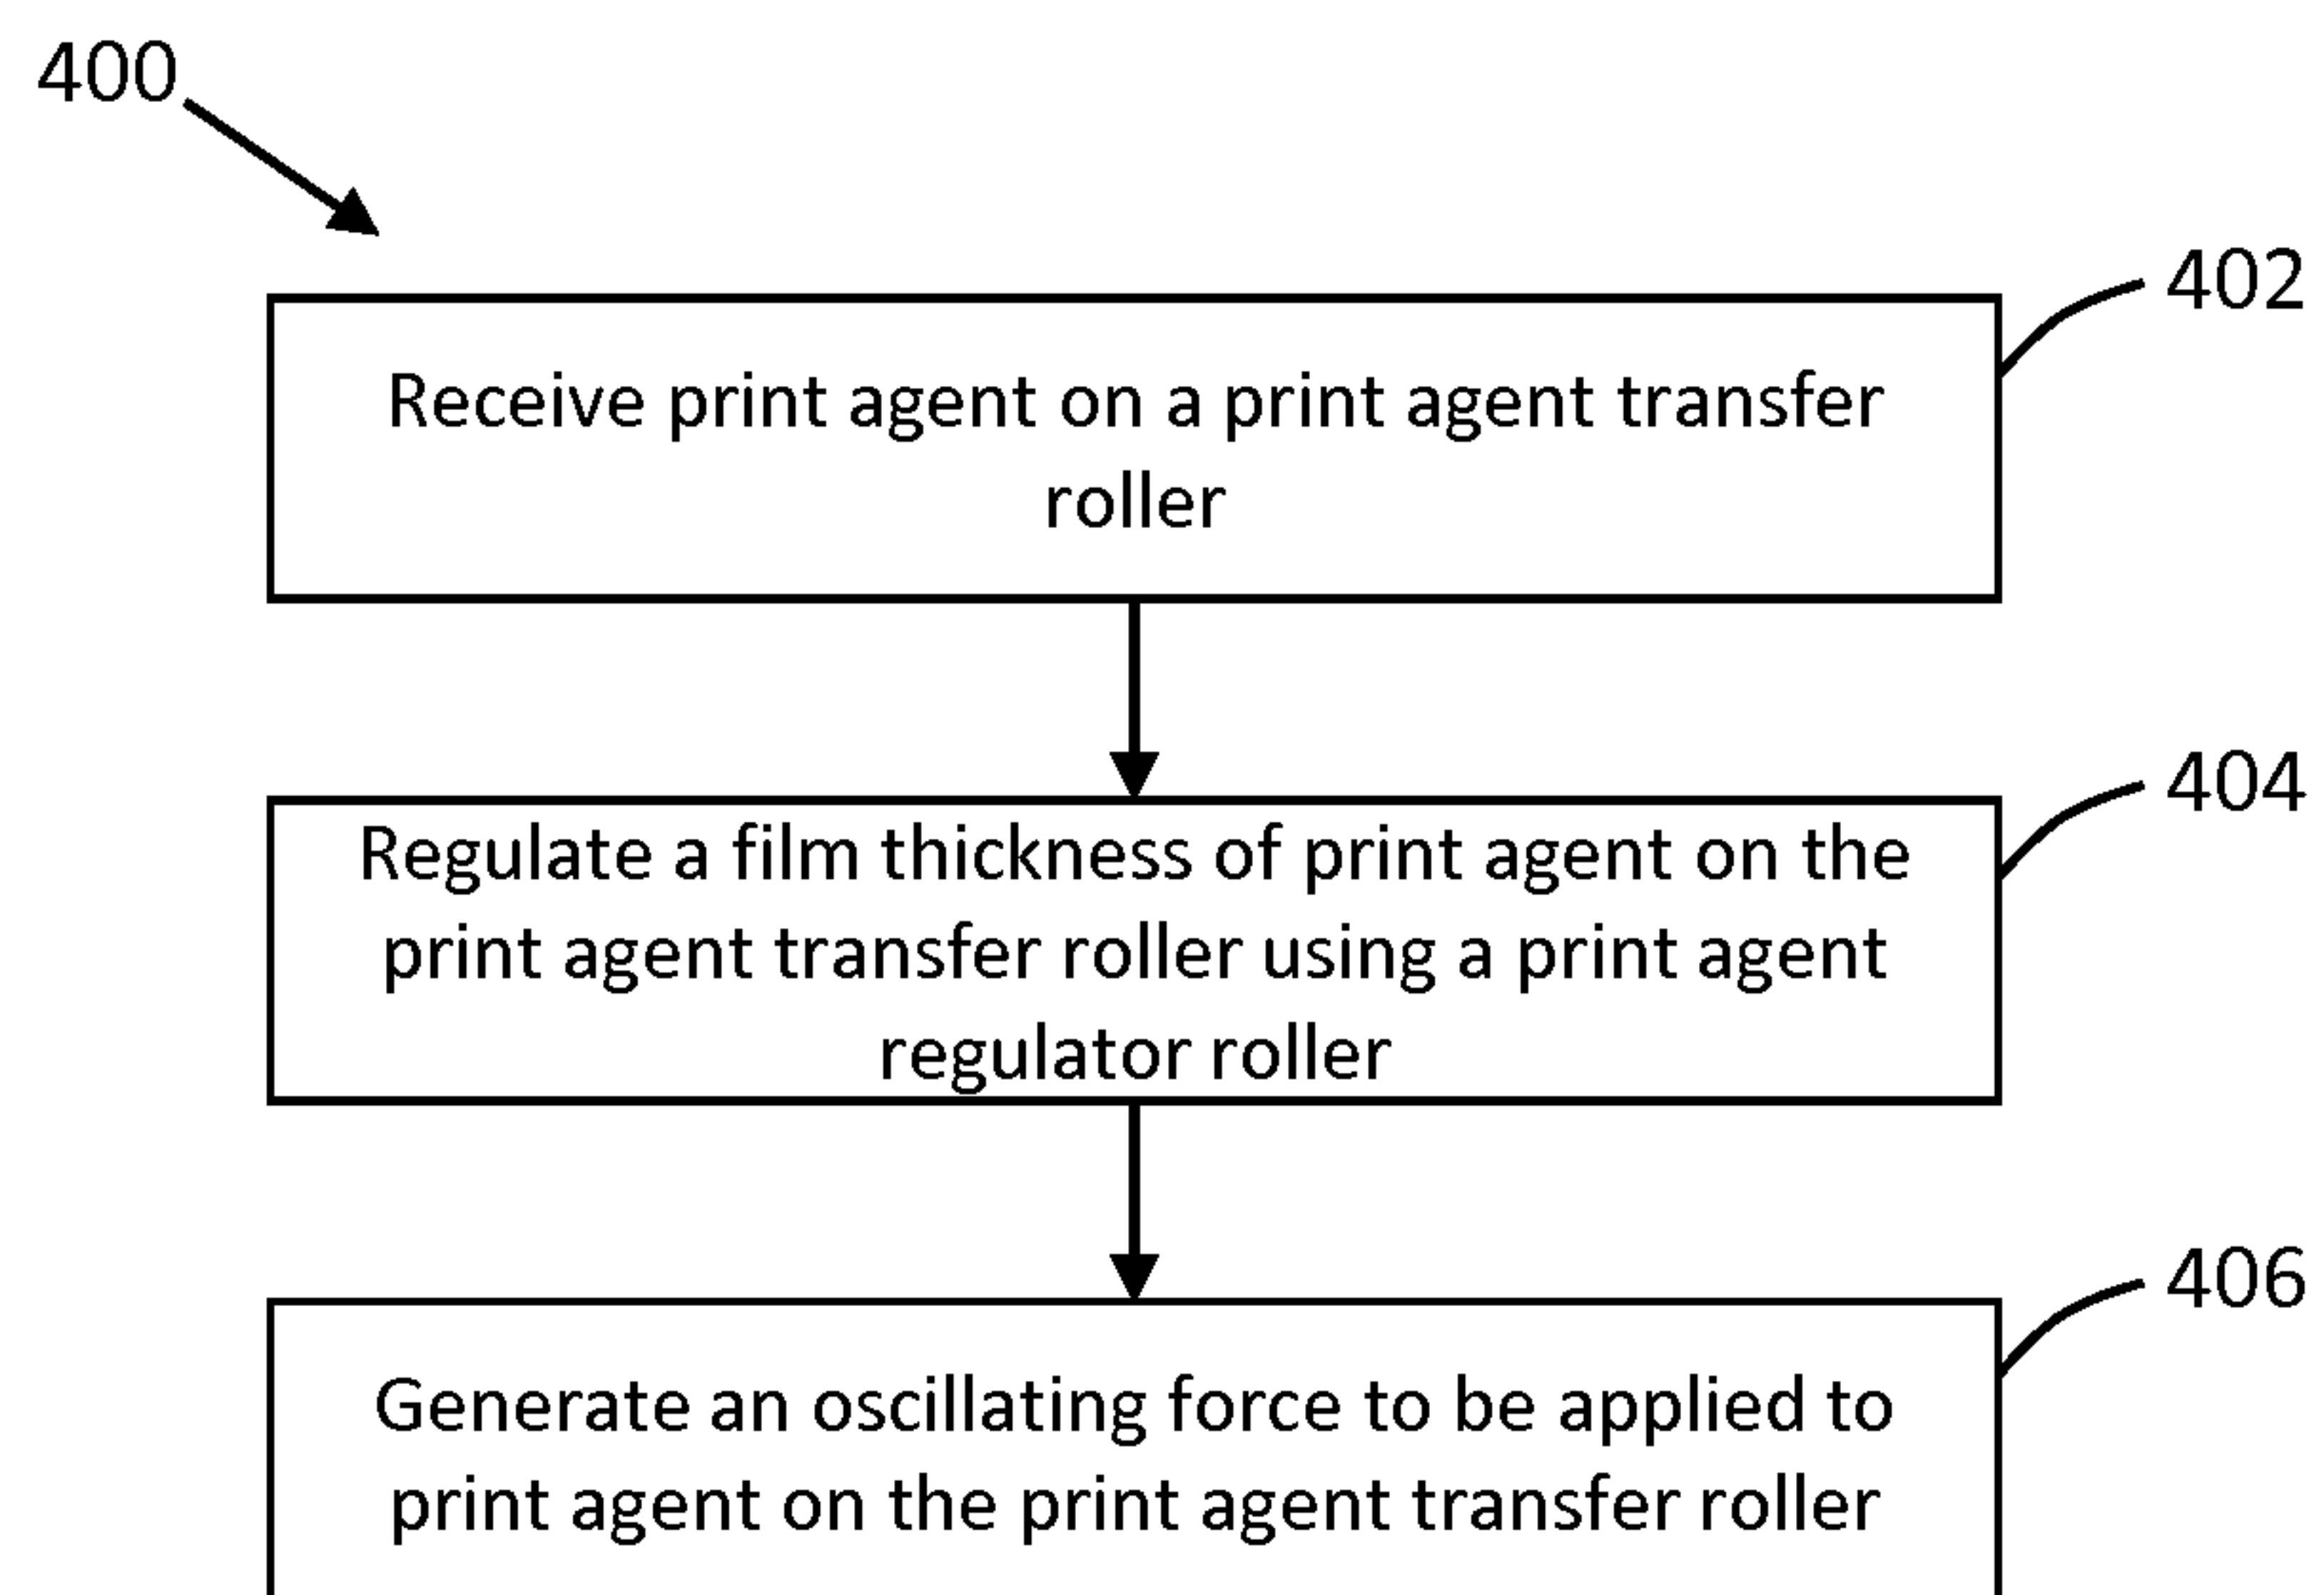 400
402
Receive print agent on a print agent transfer
roller
404
Regulate a film thickness of print agent on the
print agent transfer roller using a print agent
regulator roller
406
Generate an oscillating force to be applied to
print agent on the print agent transfer roller